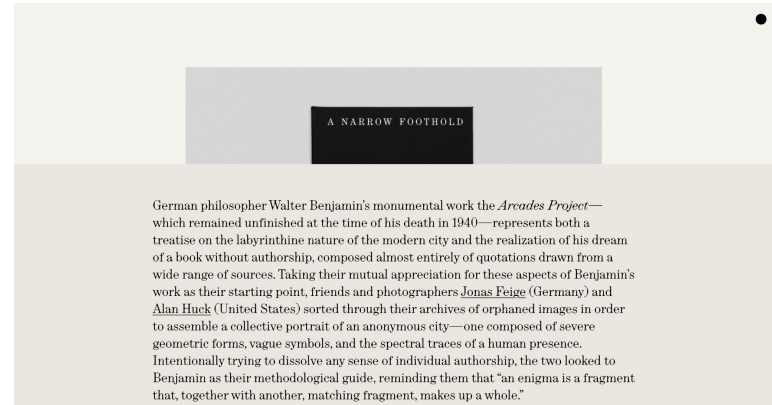 A NARROW FOOTHOLD
German philosopher Walter Benjamin's monumental work the Arcades Project—
which remained unfinished at the time of his death in 1940—represents both a
treatise on the labyrinthine nature of the modern city and the realization of his dream
of a book without authorship, composed almost entirely of quotations drawn from a
wide range of sources. Taking their mutual appreciation for these aspects of Benjamin's
work as their starting point, friends and photographers Jonas Feige (Germany) and
Alan Huck (United States) sorted through their archives of orphaned images in order
to assemble a collective portrait of an anonymous city—one composed of severe
geometric forms, vague symbols, and the spectral traces of a human presence.
Intentionally trying to dissolve any sense of individual authorship, the two looked to
Benjamin as their methodological guide, reminding them that “an enigma is a fragment
that, together with another, matching fragment, makes up a whole.”